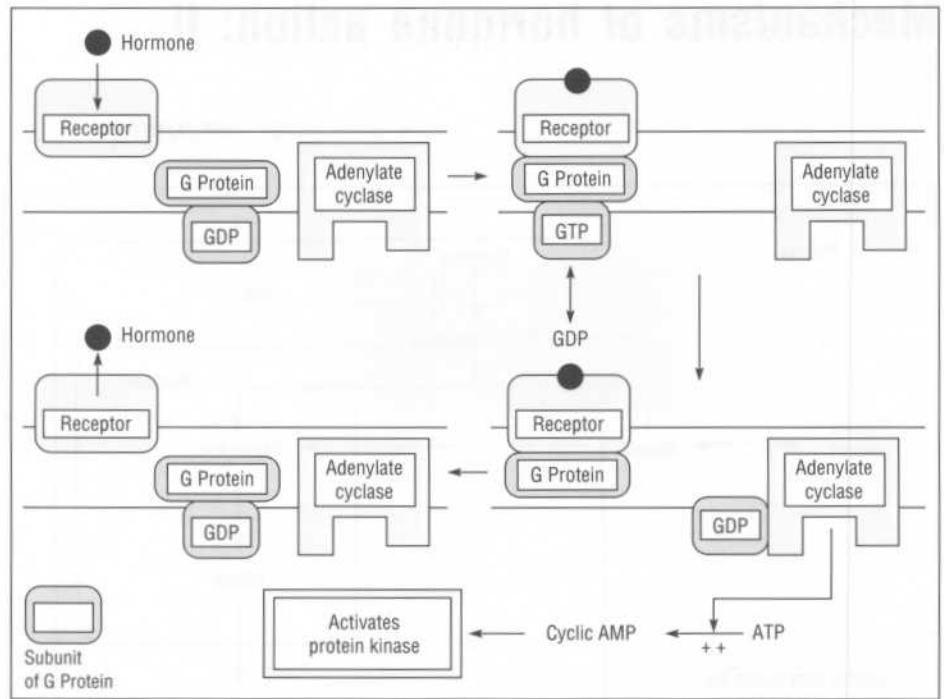 Hormone
Receptor
G Protein
GDP
Adenylate
cyclase
Receptor
G Protein
GTP
GDP
Adenylate
cyclase
Hormone
Receptor
G Protein
GDP
Adenylate
cyclase
Receptor
G Protein
GDP
Adenylate
cyclase
Subunit
of G Protein
Activates
protein kinase
Cyclic AMP
++
ATP